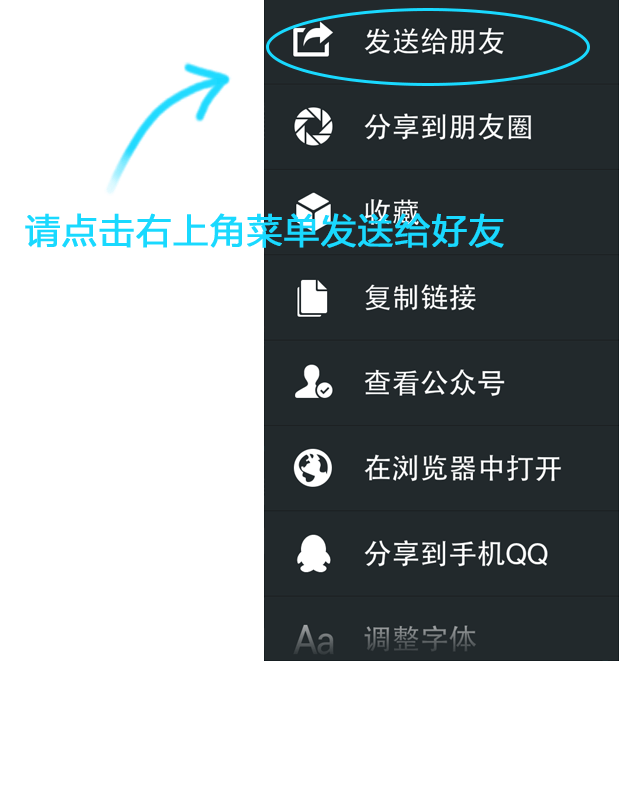 发送给朋友
分享到朋友圈
收藏
请点击右上角菜单发送给好友
复制链接
查看公众号
在浏览器中打开
分享到手机QQ
Aa 调整字体